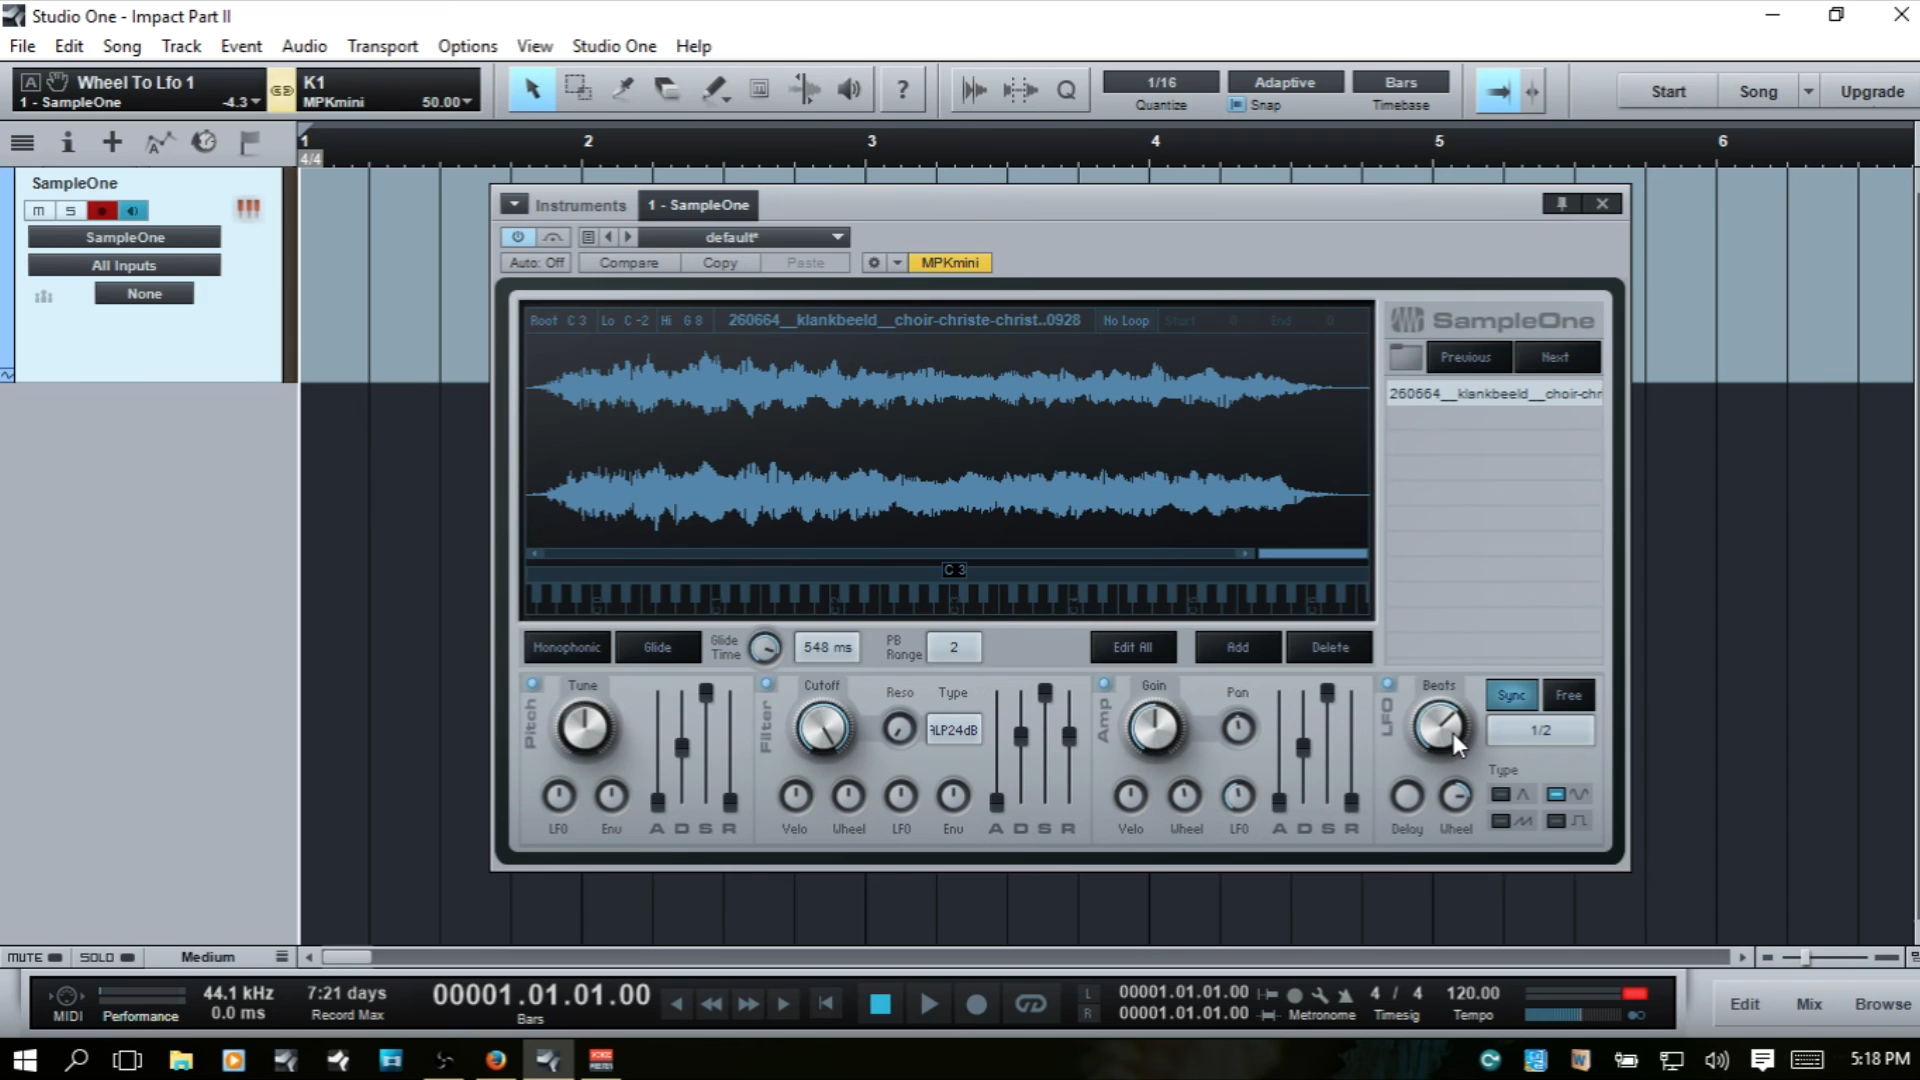 Studio One - Impact Part II
File Edit Song Track Event Audio Transport Options View Studio One Help
A Wheel To Lfo 1
1 - SampleOne -4.3
K1
MPKmini 50.00
? Q
1/16 Adaptive Bars
Quantize Snap Timebase
Start Song Upgrade
1 2 3 4 5 6
4/4
SampleOne
M S
SampleOne
All Inputs
None
Instruments 1 - SampleOne
default*
Auto: Off Compare Copy Paste MPKmini
Root C 3 Lo C -2 Hi G 8 260664__klankbeeld__choir-christe-christ..0928 No Loop Start 0 End 0
SampleOne
Previous Next
260664__klankbeeld__choir-chr
C 3
Monophonic Glide Glide Time 548 ms PB Range 2 Edit All Add Delete
Pitch Tune
LFO Env A D S R
Filter Cutoff Reso Type
Velo Wheel LFO Env A D S R
Amp Gain Pan
Velo Wheel LFO A D S R
LFO Beats Sync Free
1/2
Type
Delay Wheel
MUTE SOLO Medium
MIDI Performance
44.1 kHz
0.0 ms
7:21 days
Record Max
00001.01.01.00
Bars
L 00001.01.01.00
R 00001.01.01.00
Metronome
4 / 4
Timesig
120.00
Tempo
Edit Mix Browse
5:18 PM